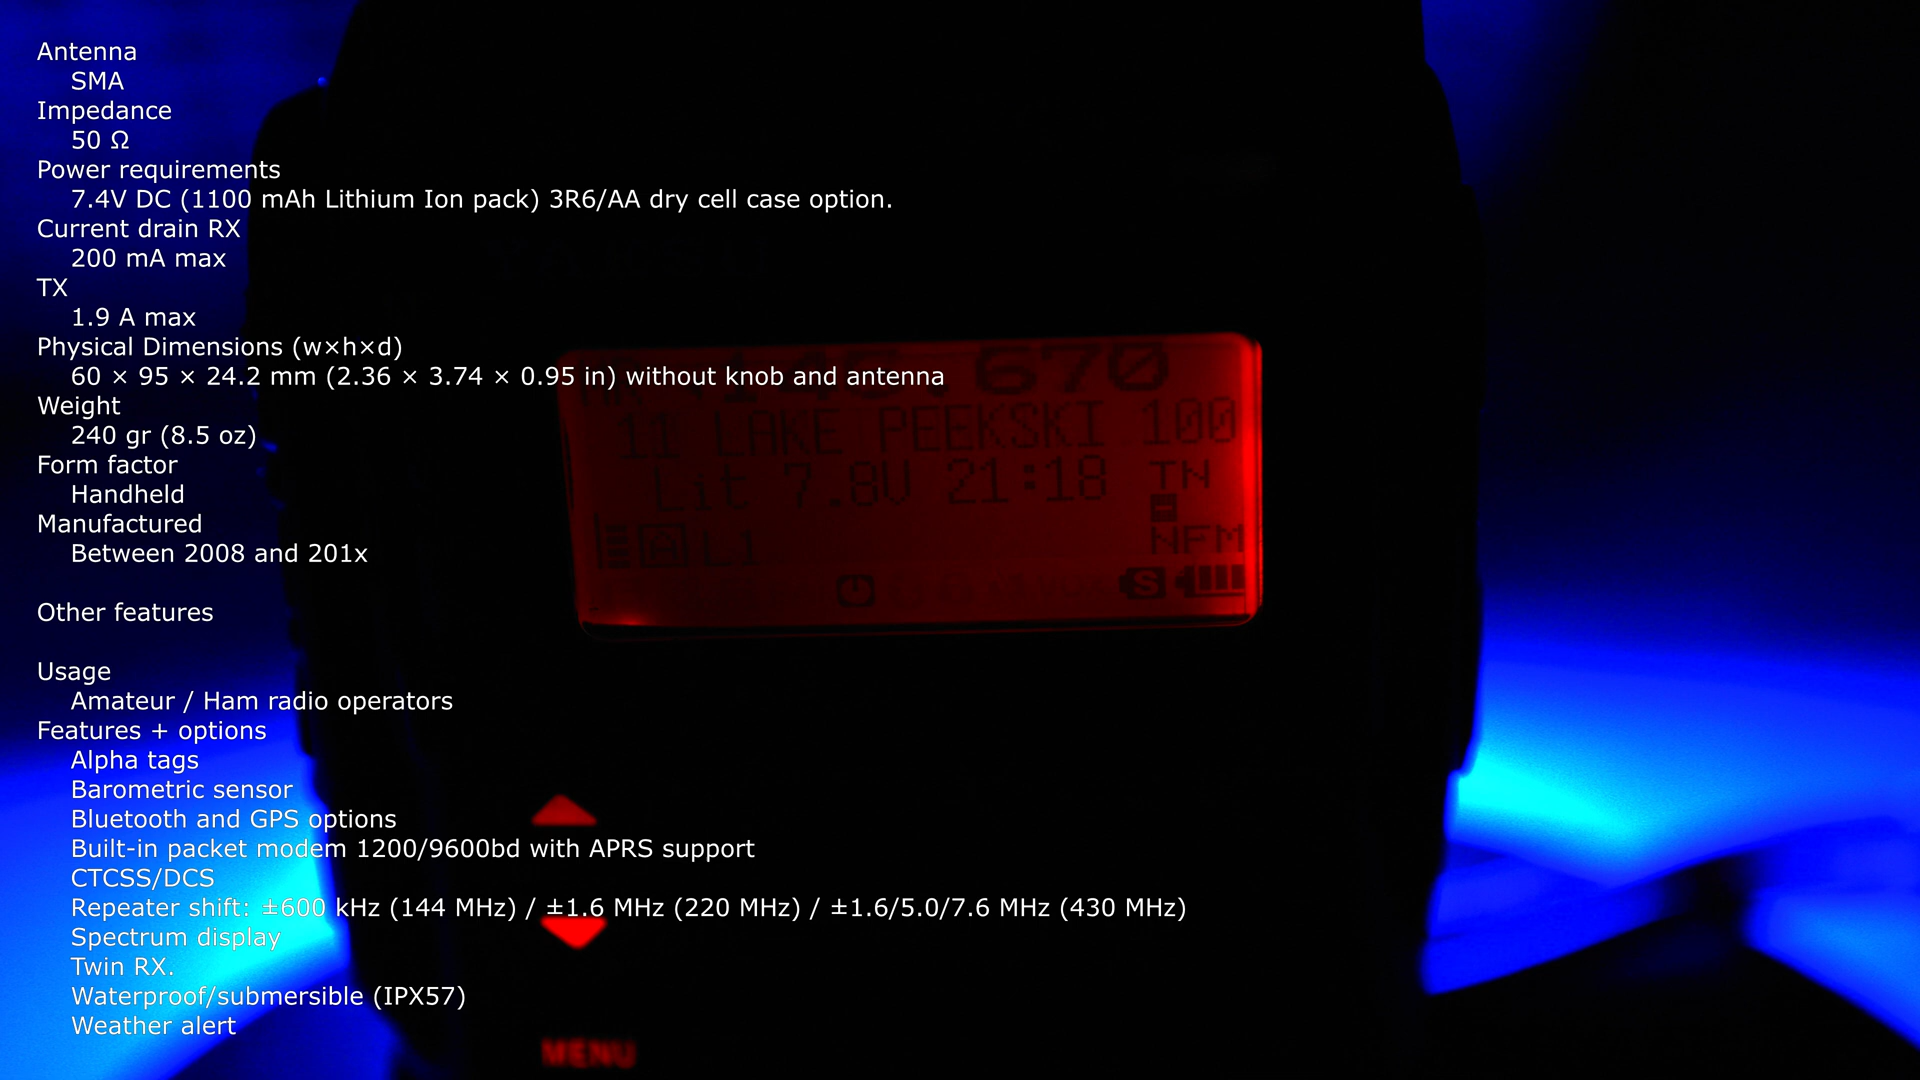 Antenna
SMA
Impedance
50 Ω
Power requirements
7.4V DC (1100 mAh Lithium Ion pack) 3R6/AA dry cell case option.
Current drain RX
200 mA max
TX
1.9 A max
Physical Dimensions (w×h×d)
60 × 95 × 24.2 mm (2.36 × 3.74 × 0.95 in) without knob and antenna
Weight
240 gr (8.5 oz)
Form factor
Handheld
Manufactured
Between 2008 and 201x
Other features
Usage
Amateur / Ham radio operators
Features + options
Alpha tags
Barometric sensor
Bluetooth and GPS options
Built-in packet modem 1200/9600bd with APRS support
CTCSS/DCS
Repeater shift: ±600 kHz (144 MHz) / ±1.6 MHz (220 MHz) / ±1.6/5.0/7.6 MHz (430 MHz)
Spectrum display
Twin RX.
Waterproof/submersible (IPX57)
Weather alert
670
11 LAKE PEEKSKI 100
Lit 7.8V 21:18 TN
A L1 NFM
S
MENU